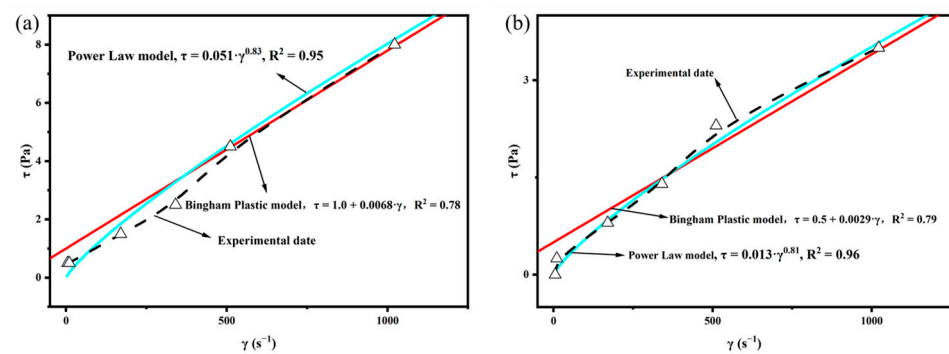 (a)
8
6
4
2
0
τ (Pa)
Power Law model, τ = 0.051·γ^0.83, R² = 0.95
Bingham Plastic model, τ = 1.0 + 0.0068·γ, R² = 0.78
Experimental date
0
500
1000
γ (s⁻¹)
(b)
3
0
τ (Pa)
Experimental date
Bingham Plastic model, τ = 0.5 + 0.0029·γ, R² = 0.79
Power Law model, τ = 0.013·γ^0.81, R² = 0.96
0
500
1000
γ (s⁻¹)